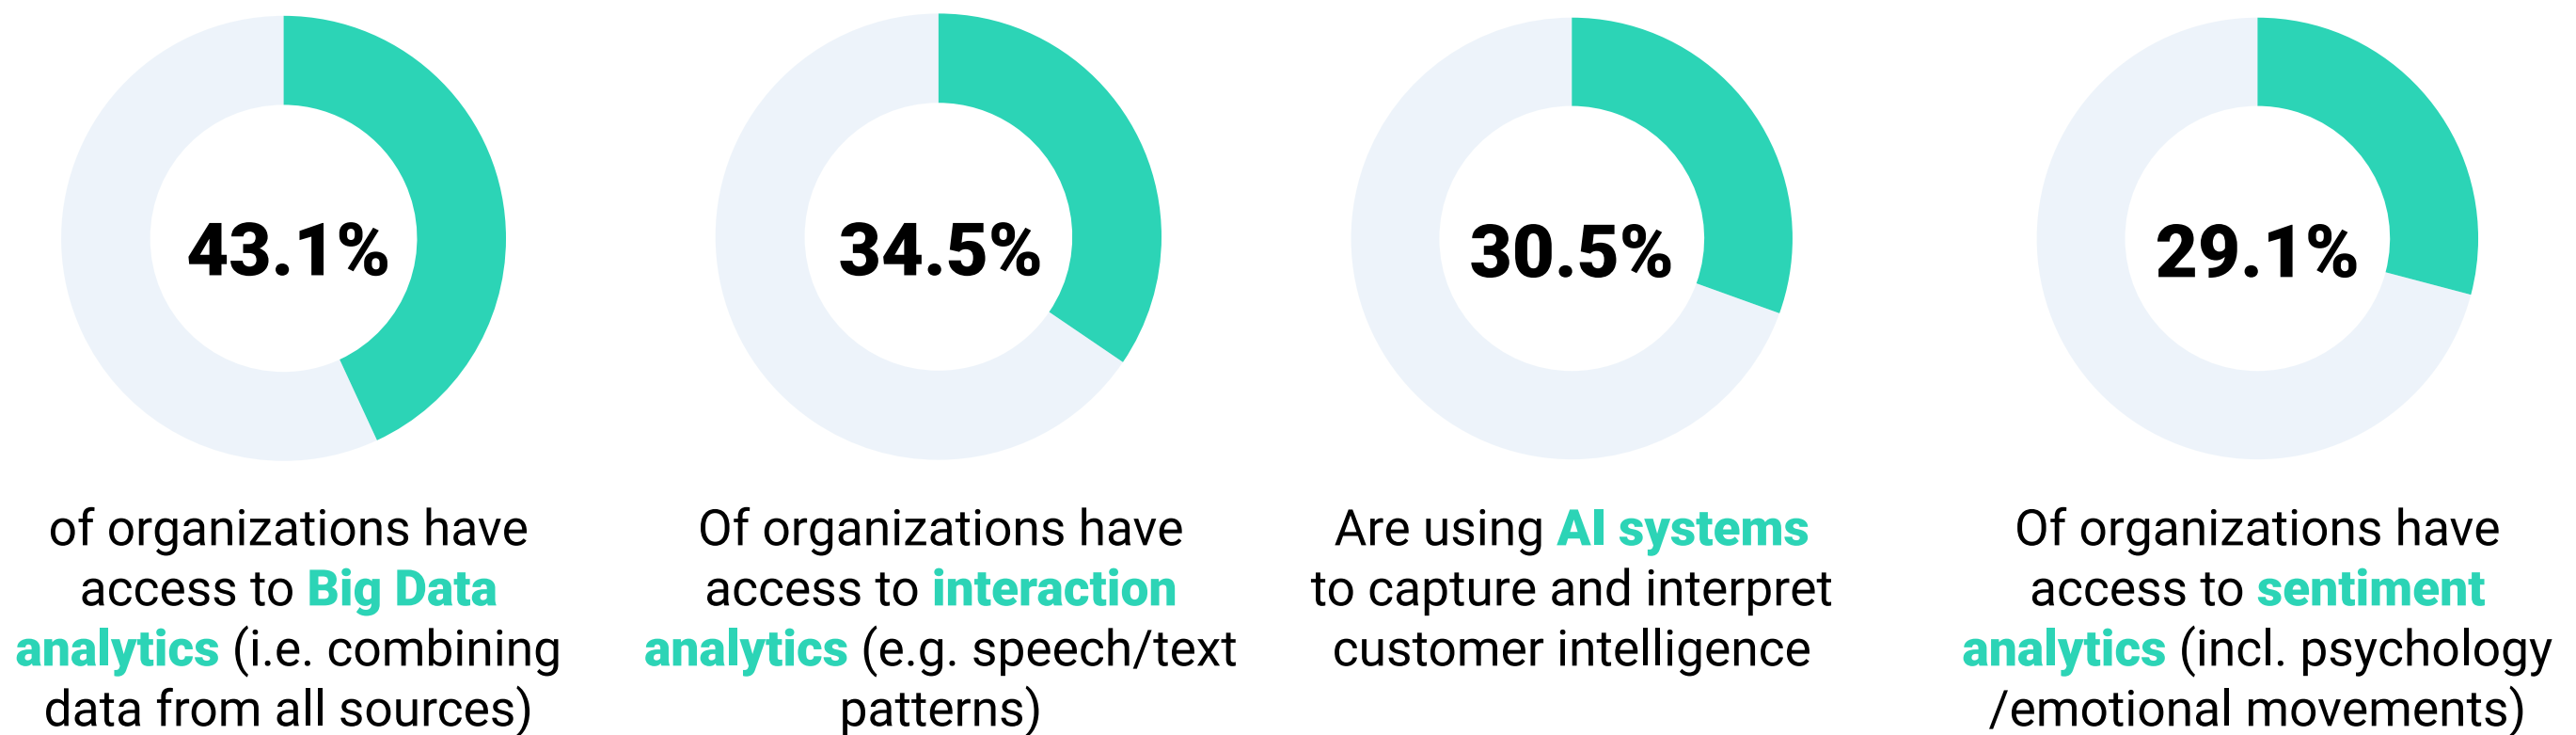 43.1%
of organizations have
access to Big Data
analytics (i.e. combining
data from all sources)
34.5%
Of organizations have
access to interaction
analytics (e.g. speech/text
patterns)
30.5%
Are using AI systems
to capture and interpret
customer intelligence
29.1%
Of organizations have
access to sentiment
analytics (incl. psychology
/emotional movements)